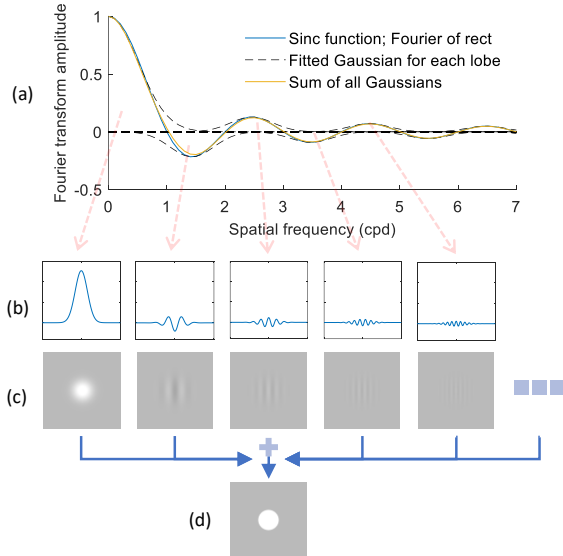 (a)
Fourier transform amplitude
1
0.5
0
-0.5
Sinc function; Fourier of rect
Fitted Gaussian for each lobe
Sum of all Gaussians
0 1 2 3 4 5 6 7
Spatial frequency (cpd)
(b)
(c)
(d)